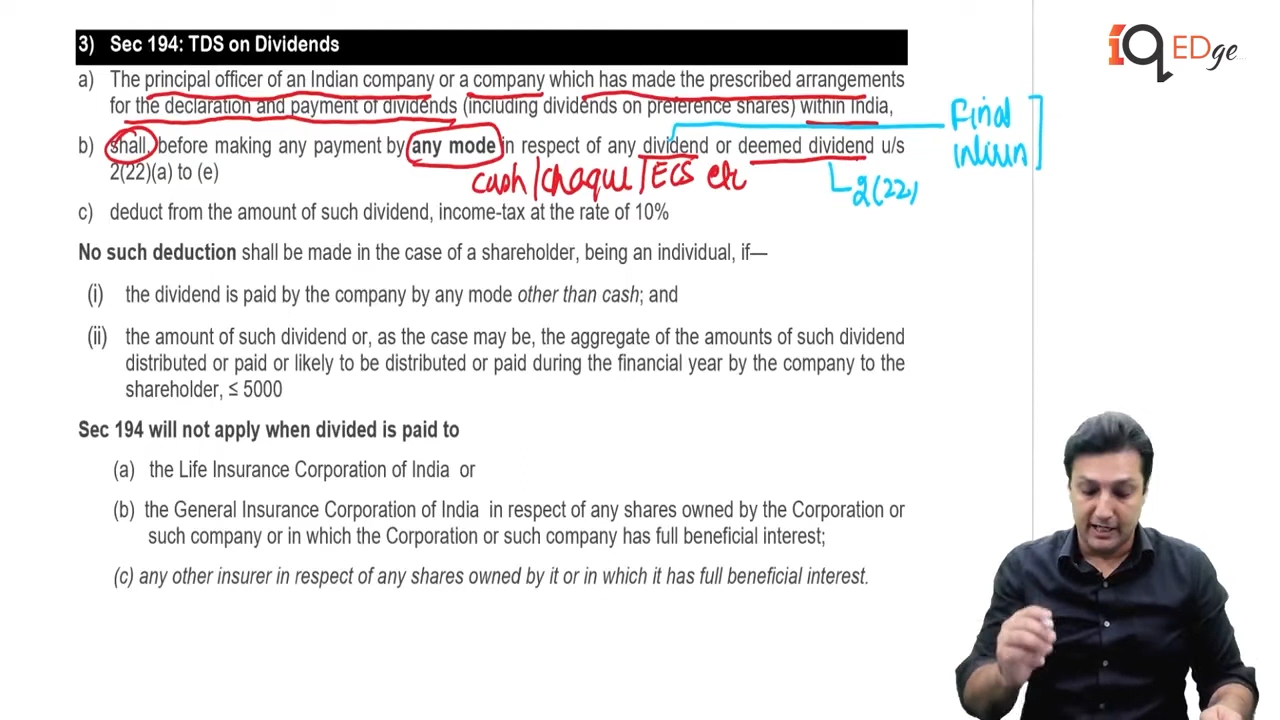 3) Sec 194: TDS on Dividends
IQ EDge
a) The principal officer of an Indian company or a company which has made the prescribed arrangements
for the declaration and payment of dividends (including dividends on preference shares) within India,
Final
b) shall, before making any payment by any mode in respect of any dividend or deemed dividend u/s
2(22)(a) to (e)
cash/cheque/ECS etc
2(22)
c) deduct from the amount of such dividend, income-tax at the rate of 10%
No such deduction shall be made in the case of a shareholder, being an individual, if—
(i) the dividend is paid by the company by any mode other than cash; and
(ii) the amount of such dividend or, as the case may be, the aggregate of the amounts of such dividend
distributed or paid or likely to be distributed or paid during the financial year by the company to the
shareholder, ≤ 5000
Sec 194 will not apply when divided is paid to
(a) the Life Insurance Corporation of India or
(b) the General Insurance Corporation of India in respect of any shares owned by the Corporation or
such company or in which the Corporation or such company has full beneficial interest;
(c) any other insurer in respect of any shares owned by it or in which it has full beneficial interest.